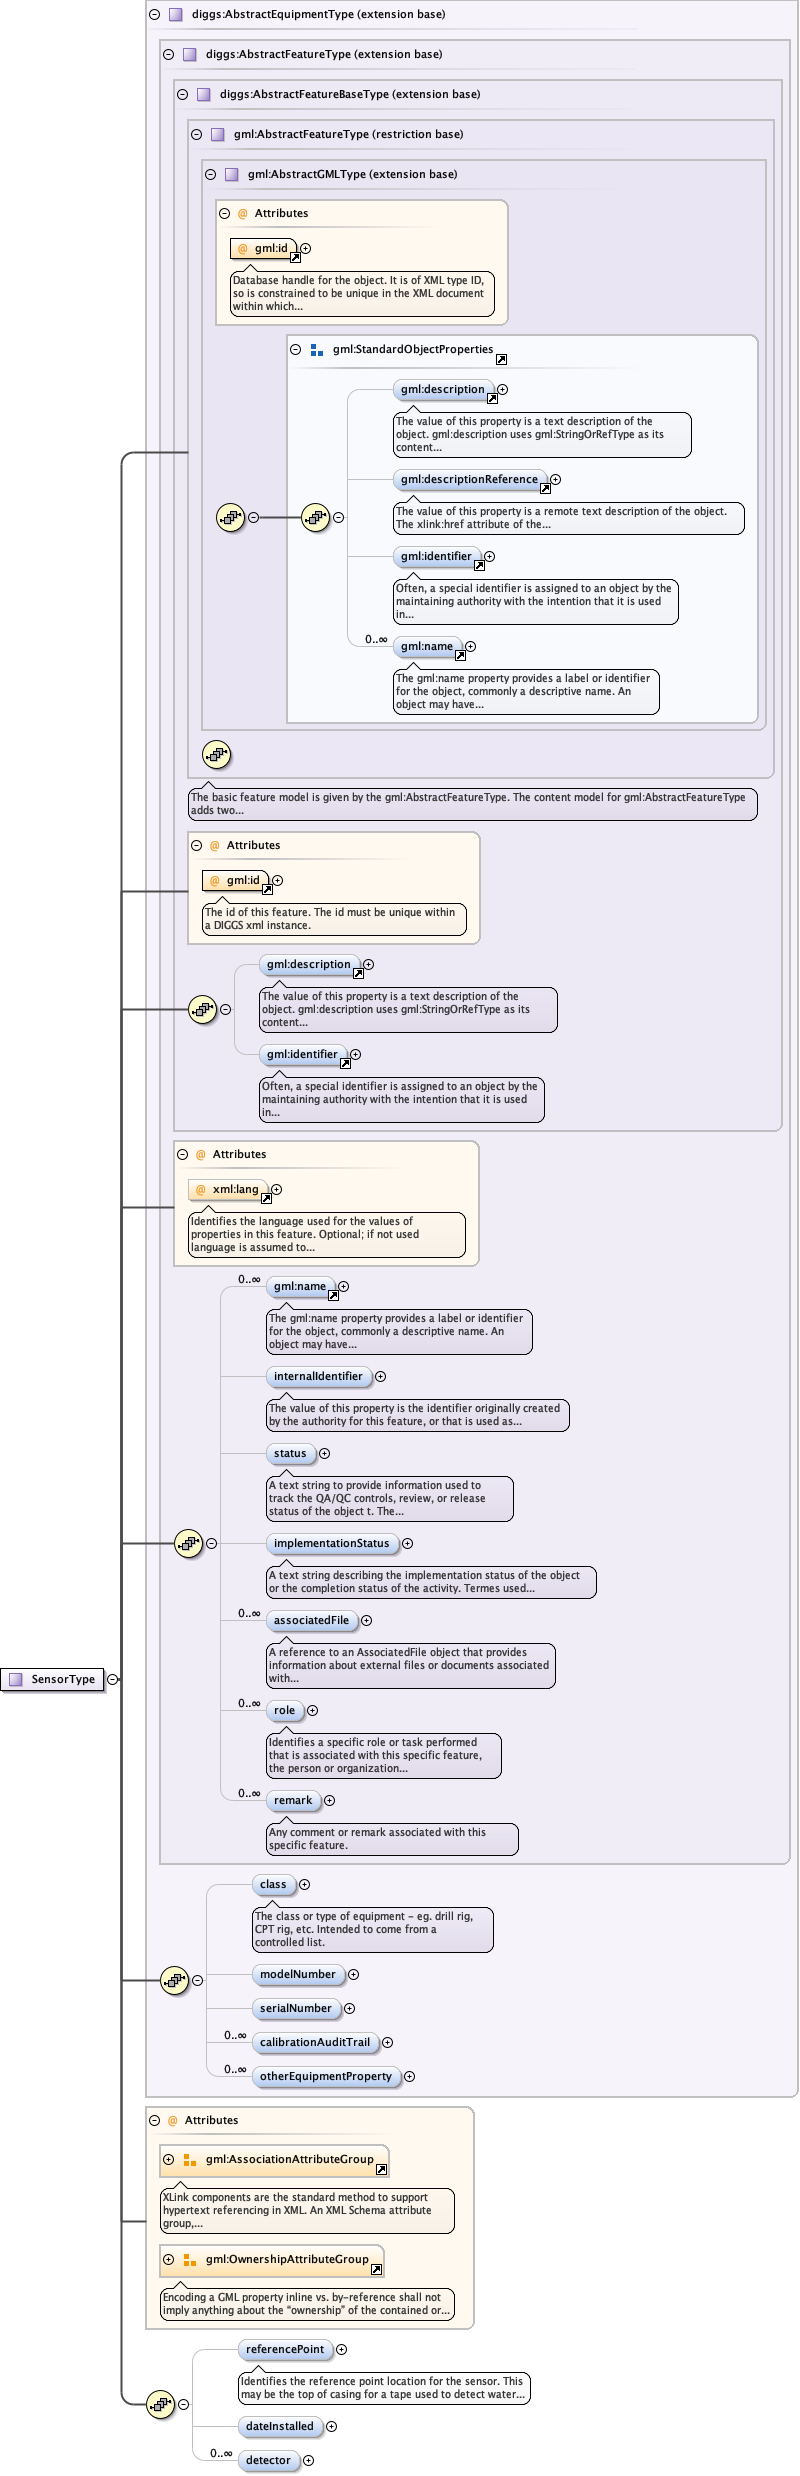 diggs:AbstractEquipmentType (extension base)
diggs:AbstractFeatureType (extension base)
diggs:AbstractFeatureBaseType (extension base)
gml:AbstractFeatureType (restriction base)
gml:AbstractGMLType (extension base)
@ Attributes
@ gml:id
Database handle for the object. It is of XML type ID,
so is constrained to be unique in the XML document
within which...
gml:StandardObjectProperties
gml:description
The value of this property is a text description of the
object. gml:description uses gml:StringOrRefType as its
content...
gml:descriptionReference
The value of this property is a remote text description of the object.
The xlink:href attribute of the...
gml:identifier
Often, a special identifier is assigned to an object by the
maintaining authority with the intention that it is used
in...
0..∞
gml:name
The gml:name property provides a label or identifier
for the object, commonly a descriptive name. An
object may have...
The basic feature model is given by the gml:AbstractFeatureType. The content model for gml:AbstractFeatureType
adds two...
@ Attributes
@ gml:id
The id of this feature. The id must be unique within
a DIGGS xml instance.
gml:description
The value of this property is a text description of the
object. gml:description uses gml:StringOrRefType as its
content...
gml:identifier
Often, a special identifier is assigned to an object by the
maintaining authority with the intention that it is used
in...
@ Attributes
@ xml:lang
Identifies the language used for the values of
properties in this feature. Optional; if not used
language is assumed to...
0..∞
gml:name
The gml:name property provides a label or identifier
for the object, commonly a descriptive name. An
object may have...
internalIdentifier
The value of this property is the identifier originally created
by the authority for this feature, or that is used as...
status
A text string to provide information used to
track the QA/QC controls, review, or release
status of the object t. The...
implementationStatus
A text string describing the implementation status of the object
or the completion status of the activity. Termes used...
0..∞
associatedFile
A reference to an AssociatedFile object that provides
information about external files or documents associated
with...
SensorType
0..∞
role
Identifies a specific role or task performed
that is associated with this specific feature,
the person or organization...
0..∞
remark
Any comment or remark associated with this
specific feature.
class
The class or type of equipment - eg. drill rig,
CPT rig, etc. Intended to come from a
controlled list.
modelNumber
serialNumber
0..∞
calibrationAuditTrail
0..∞
otherEquipmentProperty
@ Attributes
gml:AssociationAttributeGroup
XLink components are the standard method to support
hypertext referencing in XML. An XML Schema attribute
group,...
gml:OwnershipAttributeGroup
Encoding a GML property inline vs. by-reference shall not
imply anything about the “ownership” of the contained or...
referencePoint
Identifies the reference point location for the sensor. This
may be the top of casing for a tape used to detect water...
dateInstalled
0..∞
detector